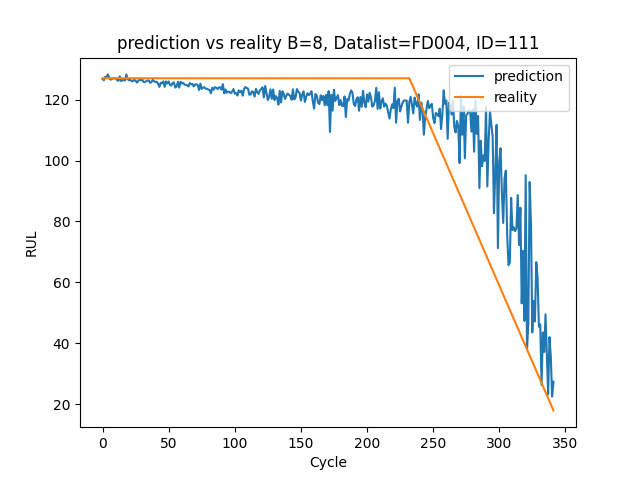 prediction vs reality B=8, Datalist=FD004, ID=111
prediction
reality
RUL
120
100
80
60
40
20
0 50 100 150 200 250 300 350
Cycle